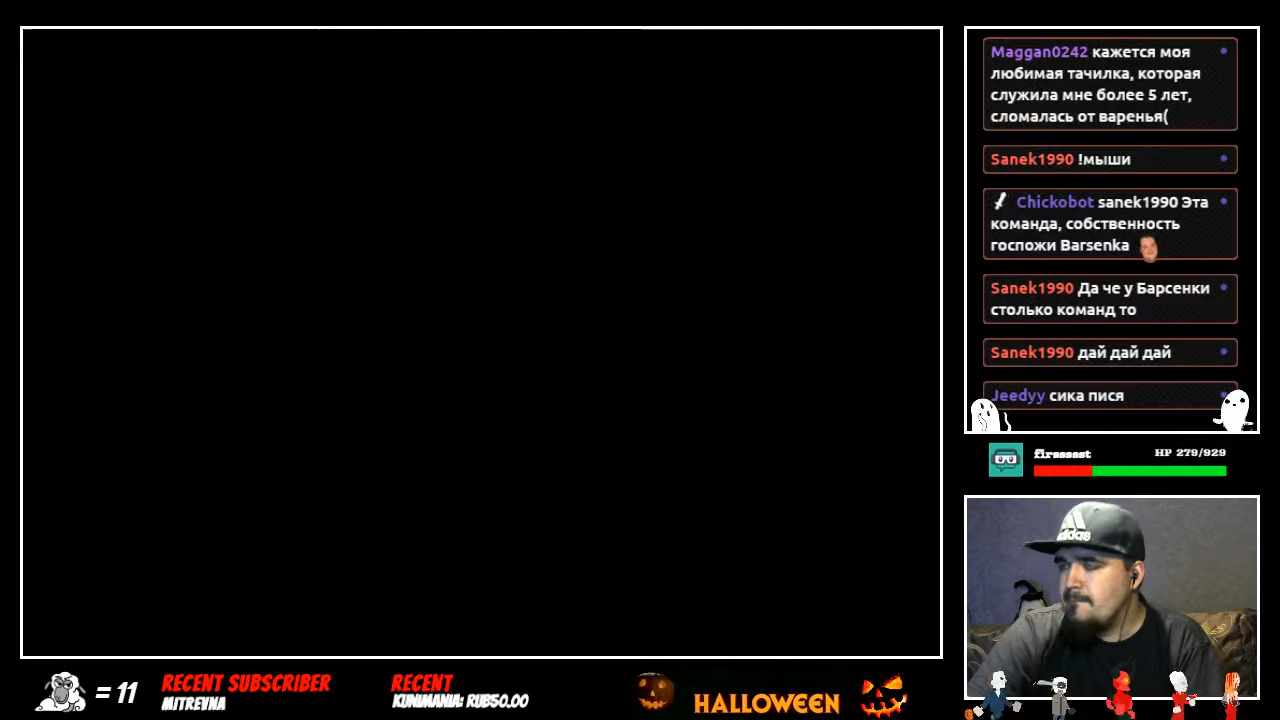 Maggan0242 кажется моя
любимая тачилка, которая
служила мне более 5 лет,
сломалась от варенья(
Sanek1990 !мыши
Chickobot sanek1990 Эта
команда, собственность
госпожи Barsenka
Sanek1990 Да че у Барсенки
столько команд то
Sanek1990 дай дай дай
Jeedyy сика пися
firsssst HP 279/929
adidas
= 11
RECENT SUBSCRIBER
MITREVNA
RECENT
KUNIMANIA: RUB50.00
HALLOWEEN